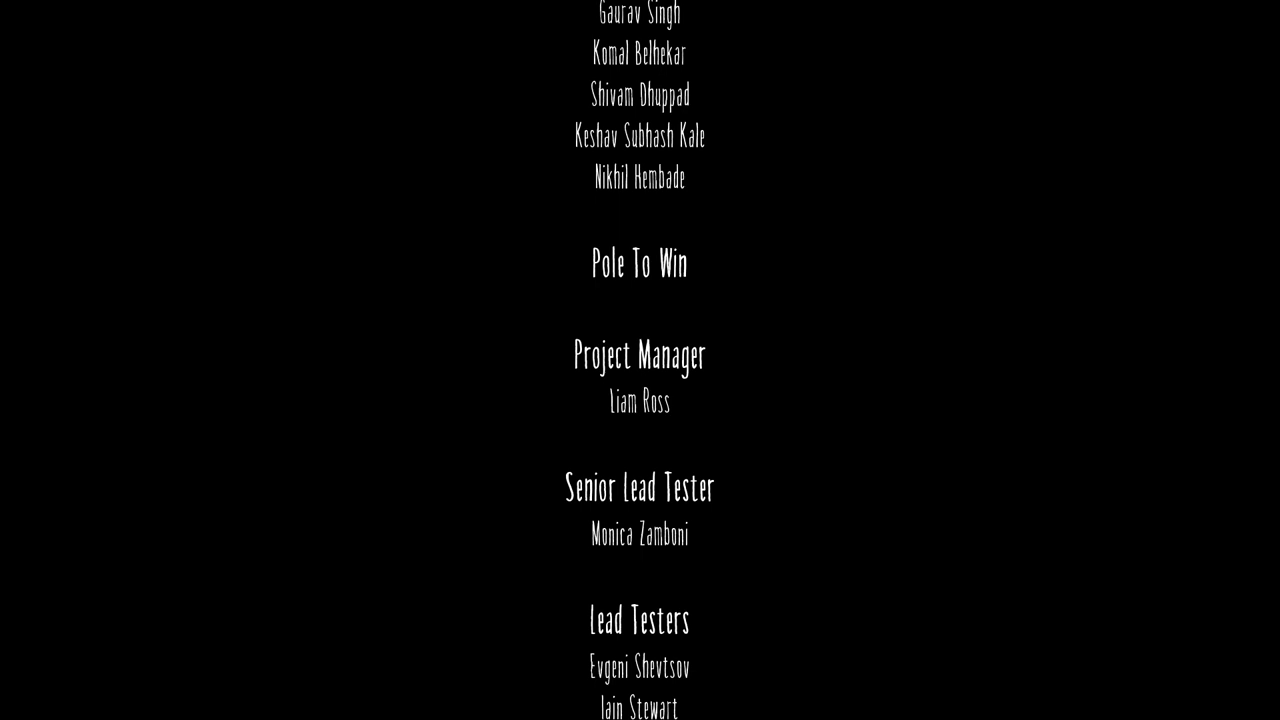 Gaurav Singh
Komal Belhekar
Shivam Dhuppad
Keshav Subhash Kale
Nikhil Hembade
Pole To Win
Project Manager
Liam Ross
Senior Lead Tester
Monica Zamboni
Lead Testers
Evgeni Shevtsov
Iain Stewart